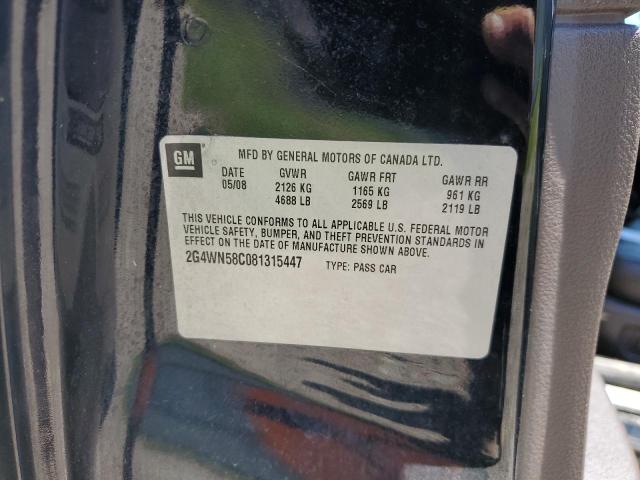 GM
MFD BY GENERAL MOTORS OF CANADA LTD.
DATE GVWR GAWR FRT GAWR RR
05/08 2126 KG 1165 KG 961 KG
4688 LB 2569 LB 2119 LB
THIS VEHICLE CONFORMS TO ALL APPLICABLE U.S. FEDERAL MOTOR
VEHICLE SAFETY, BUMPER, AND THEFT PREVENTION STANDARDS IN
EFFECT ON THE DATE OF MANUFACTURE SHOWN ABOVE.
2G4WN58C081315447 TYPE: PASS CAR